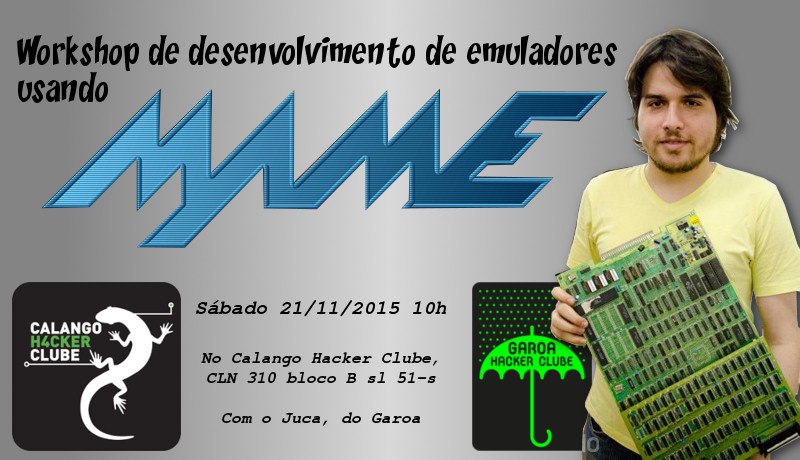 Workshop de desenvolvimento de emuladores
usando
MAME
CALANGO
H4CKER
CLUBE
Sábado 21/11/2015 10h
No Calango Hacker Clube,
CLN 310 bloco B sl 51-s
Com o Juca, do Garoa
GAROA
HACKER CLUBE